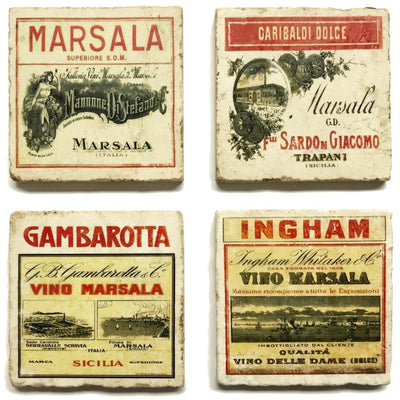 MARSALA
SUPERIORE S.O.M.
Mannone Di Stefano & C.
MARSALA
(ITALIA)
GARIBALDI DOLCE
Marsala
G.D.
Flli SARDO DI GIACOMO
TRAPANI
(SICILIA)
GAMBAROTTA
G.B. Gambarotta & C.
VINO MARSALA
SERRAVALLE SCRIVIA
MARSALA
ITALIA
MARCA SICILIA SUPERIORE
INGHAM
Ingham Whitaker & Co.
CASA FONDATA NEL
VINO MARSALA
Massime ricompense a tutte le Esposizioni
IMBOTTIGLIATO DAL CLIENTE
QUALITÀ
VINO DELLE DAME (DOLCE)